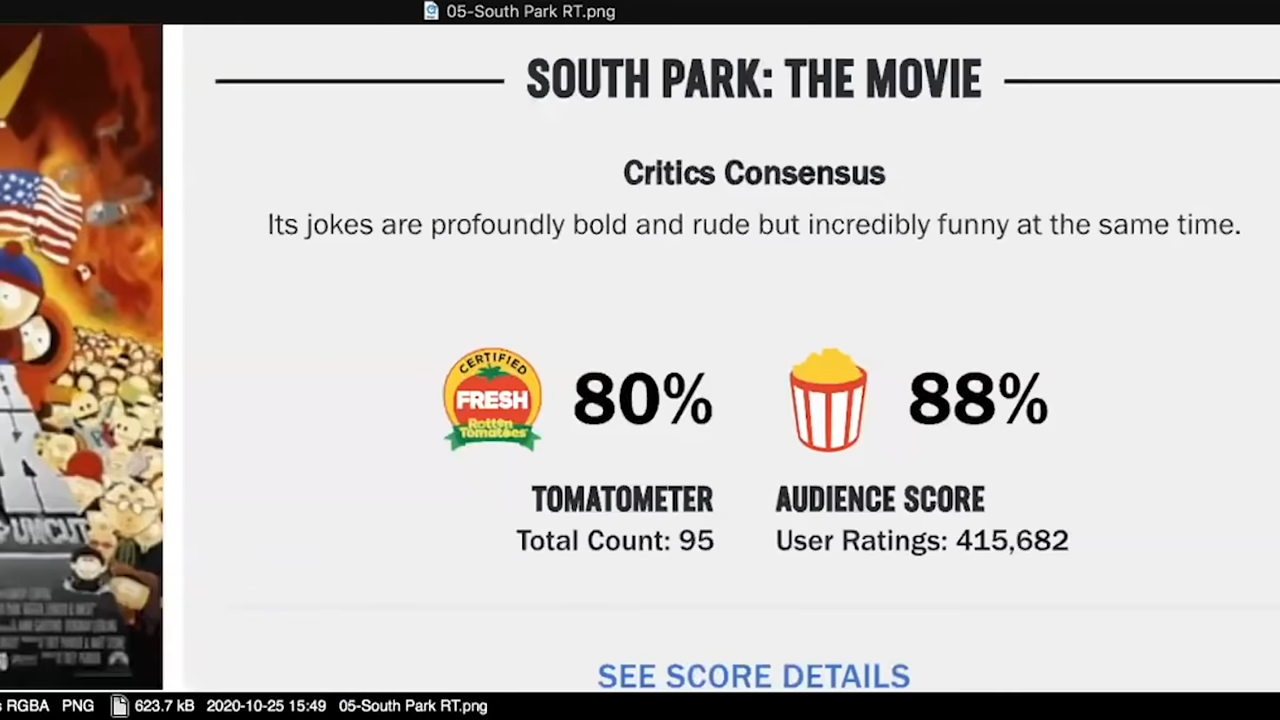 05-South Park RT.png
SOUTH PARK: THE MOVIE
Critics Consensus
Its jokes are profoundly bold and rude but incredibly funny at the same time.
CERTIFIED
FRESH
Rotten
Tomatoes
80%
88%
TOMATOMETER
AUDIENCE SCORE
Total Count: 95
User Ratings: 415,682
UNCUT
SEE SCORE DETAILS
RGBA PNG 623.7 kB 2020-10-25 15:49 05-South Park RT.png